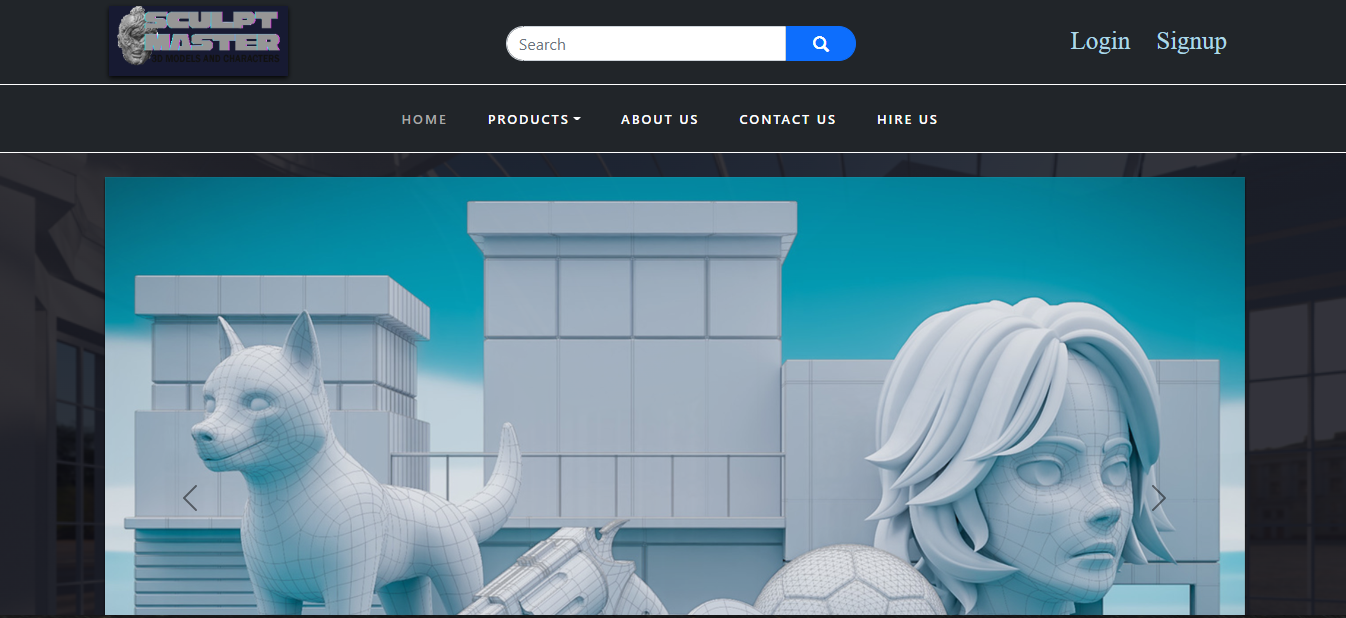 SCULPT
MASTER
3D MODELS AND CHARACTERS
Search
Login
Signup
HOME
PRODUCTS
ABOUT US
CONTACT US
HIRE US